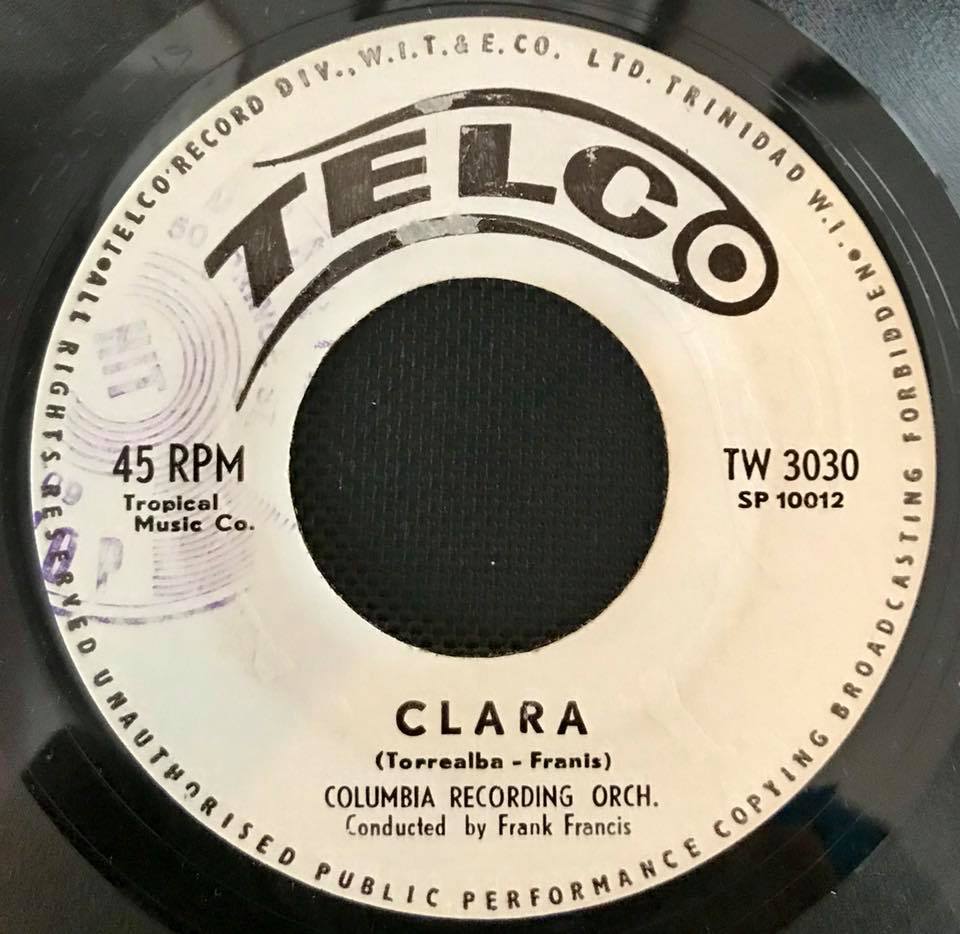 TELCO RECORD DIV., W.I.T. & E. CO. LTD. TRINIDAD W.I.
TELCO
HIT
45 RPM
Tropical
Music Co.
TW 3030
SP 10012
CLARA
(Torrealba - Franis)
COLUMBIA RECORDING ORCH.
Conducted by Frank Francis
ALL RIGHTS RESERVED UNAUTHORISED PUBLIC PERFORMANCE COPYING BROADCASTING FORBIDDEN